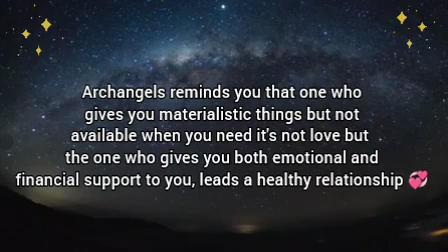 Archangels reminds you that one who
gives you materialistic things but not
available when you need it's not love but
the one who gives you both emotional and
financial support to you, leads a healthy relationship 💞